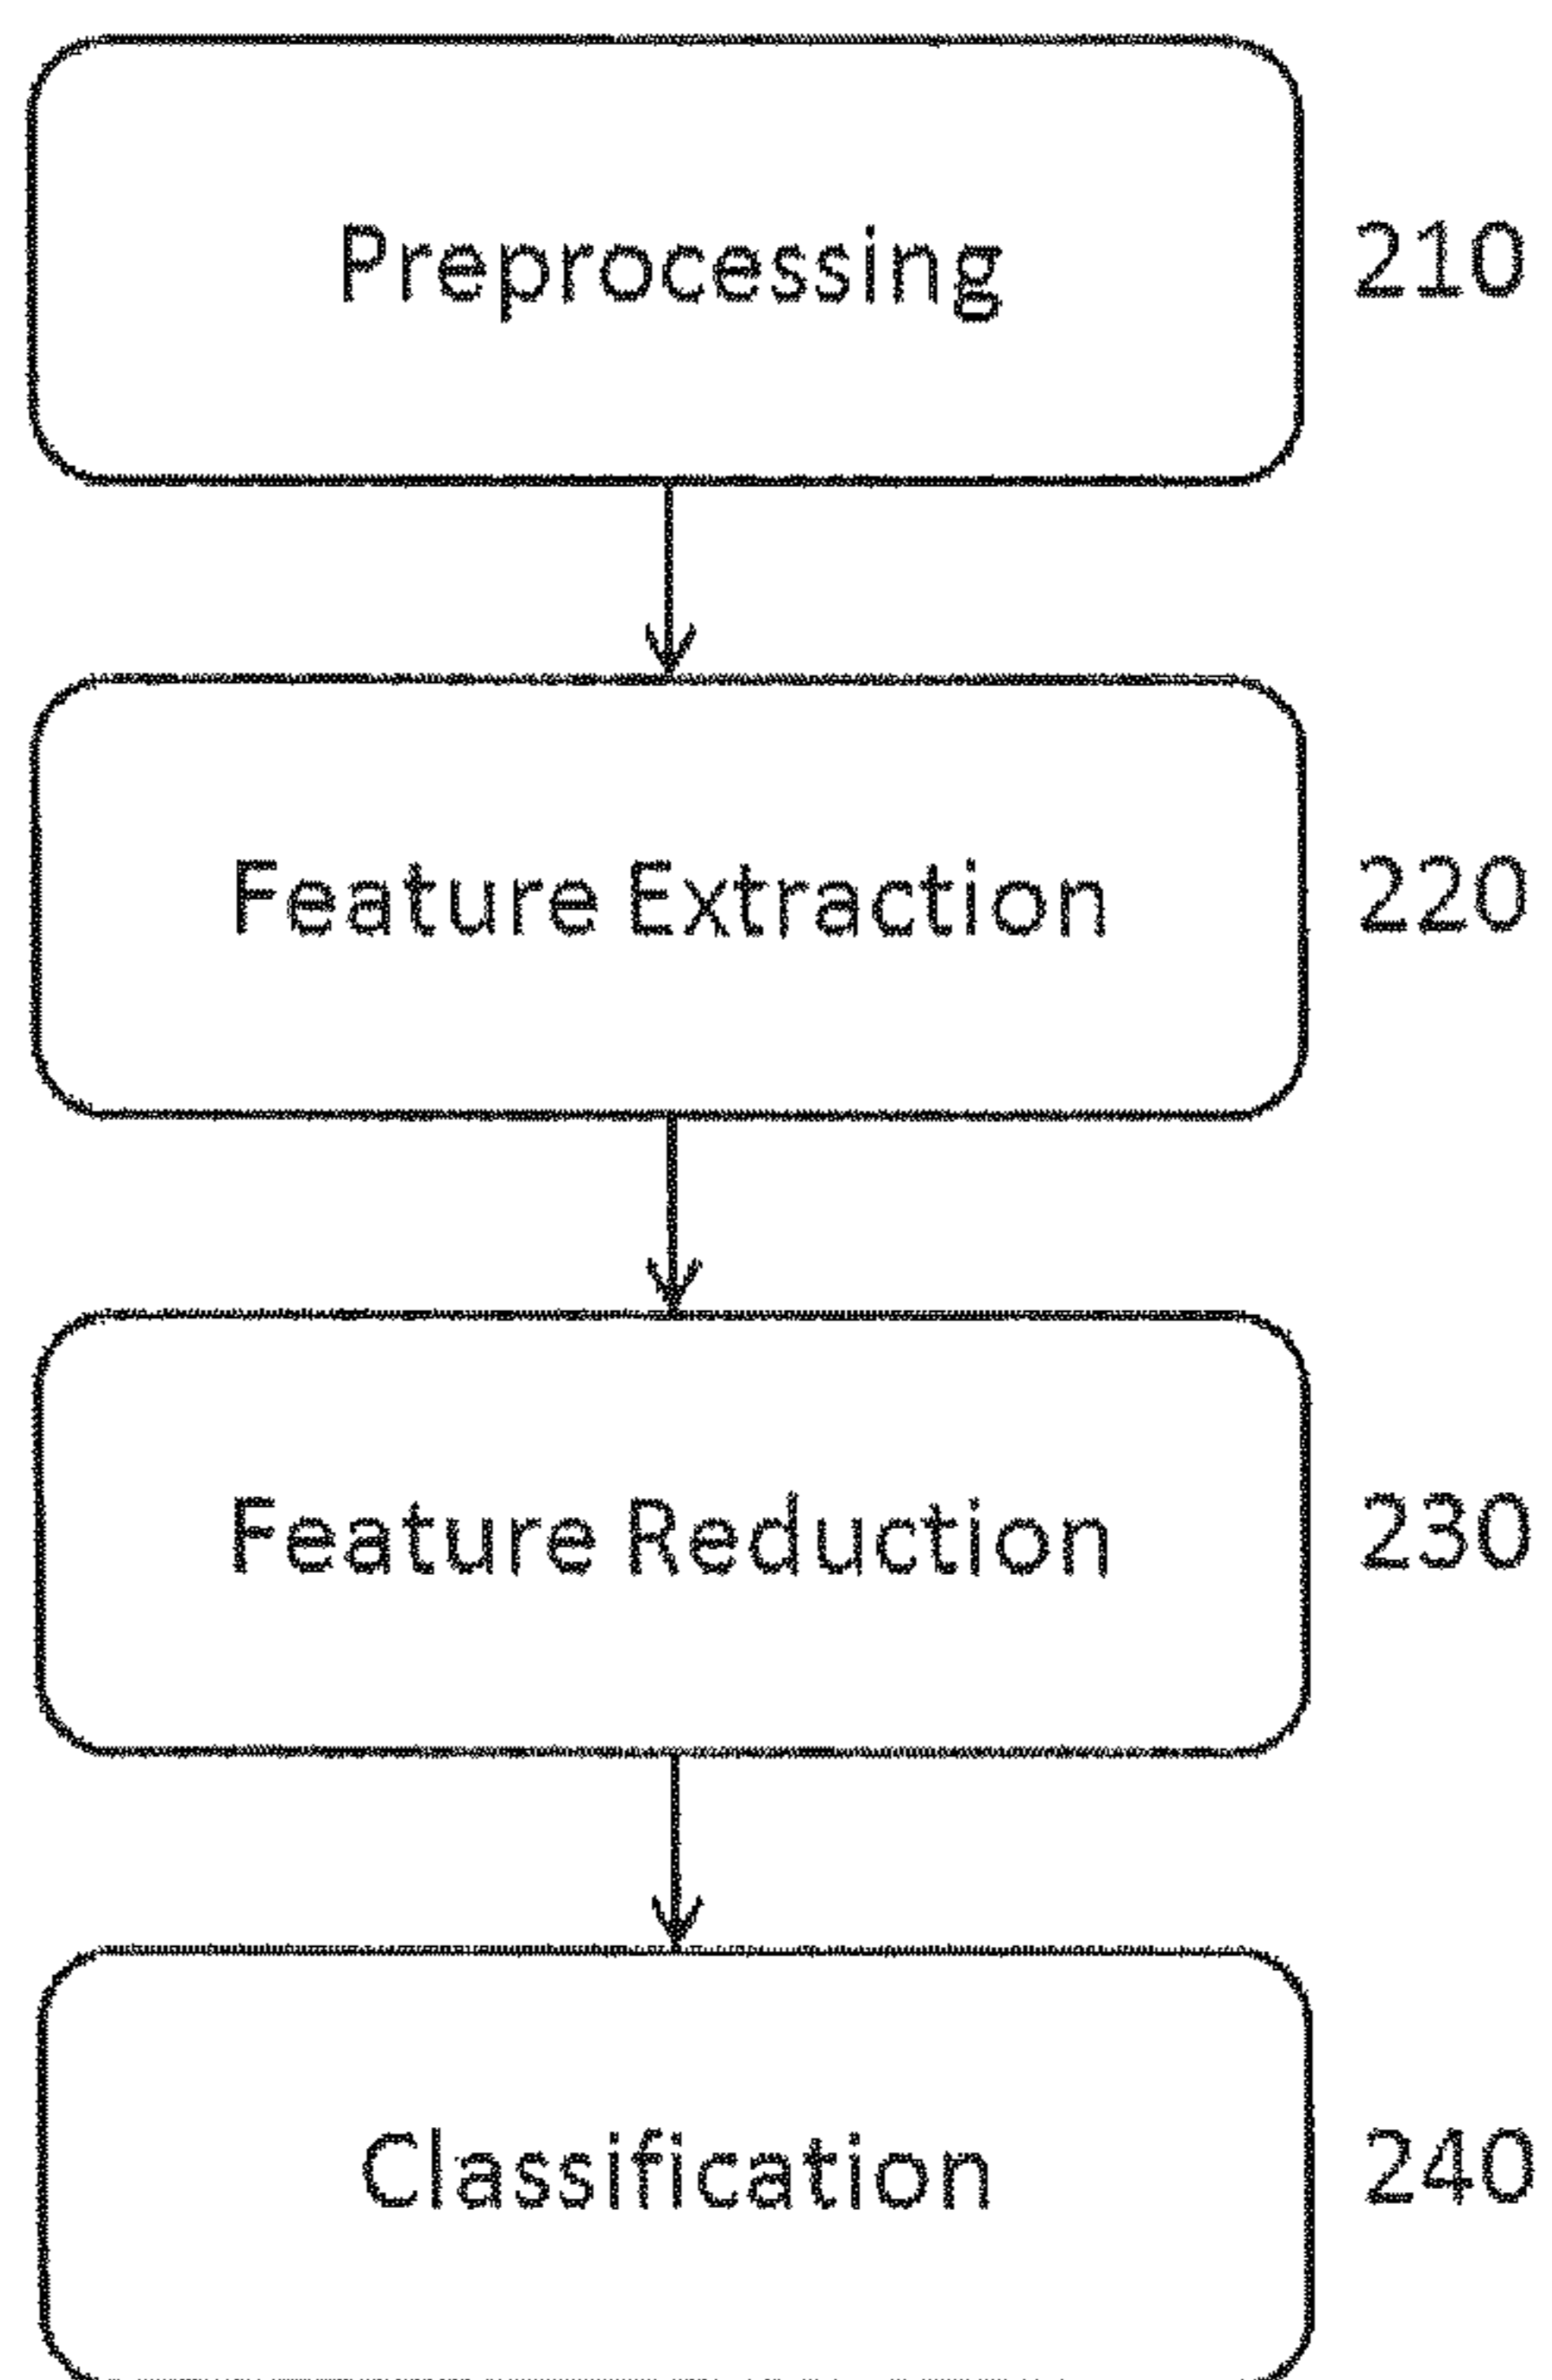 Preprocessing 210
Feature Extraction 220
Feature Reduction 230
Classification 240